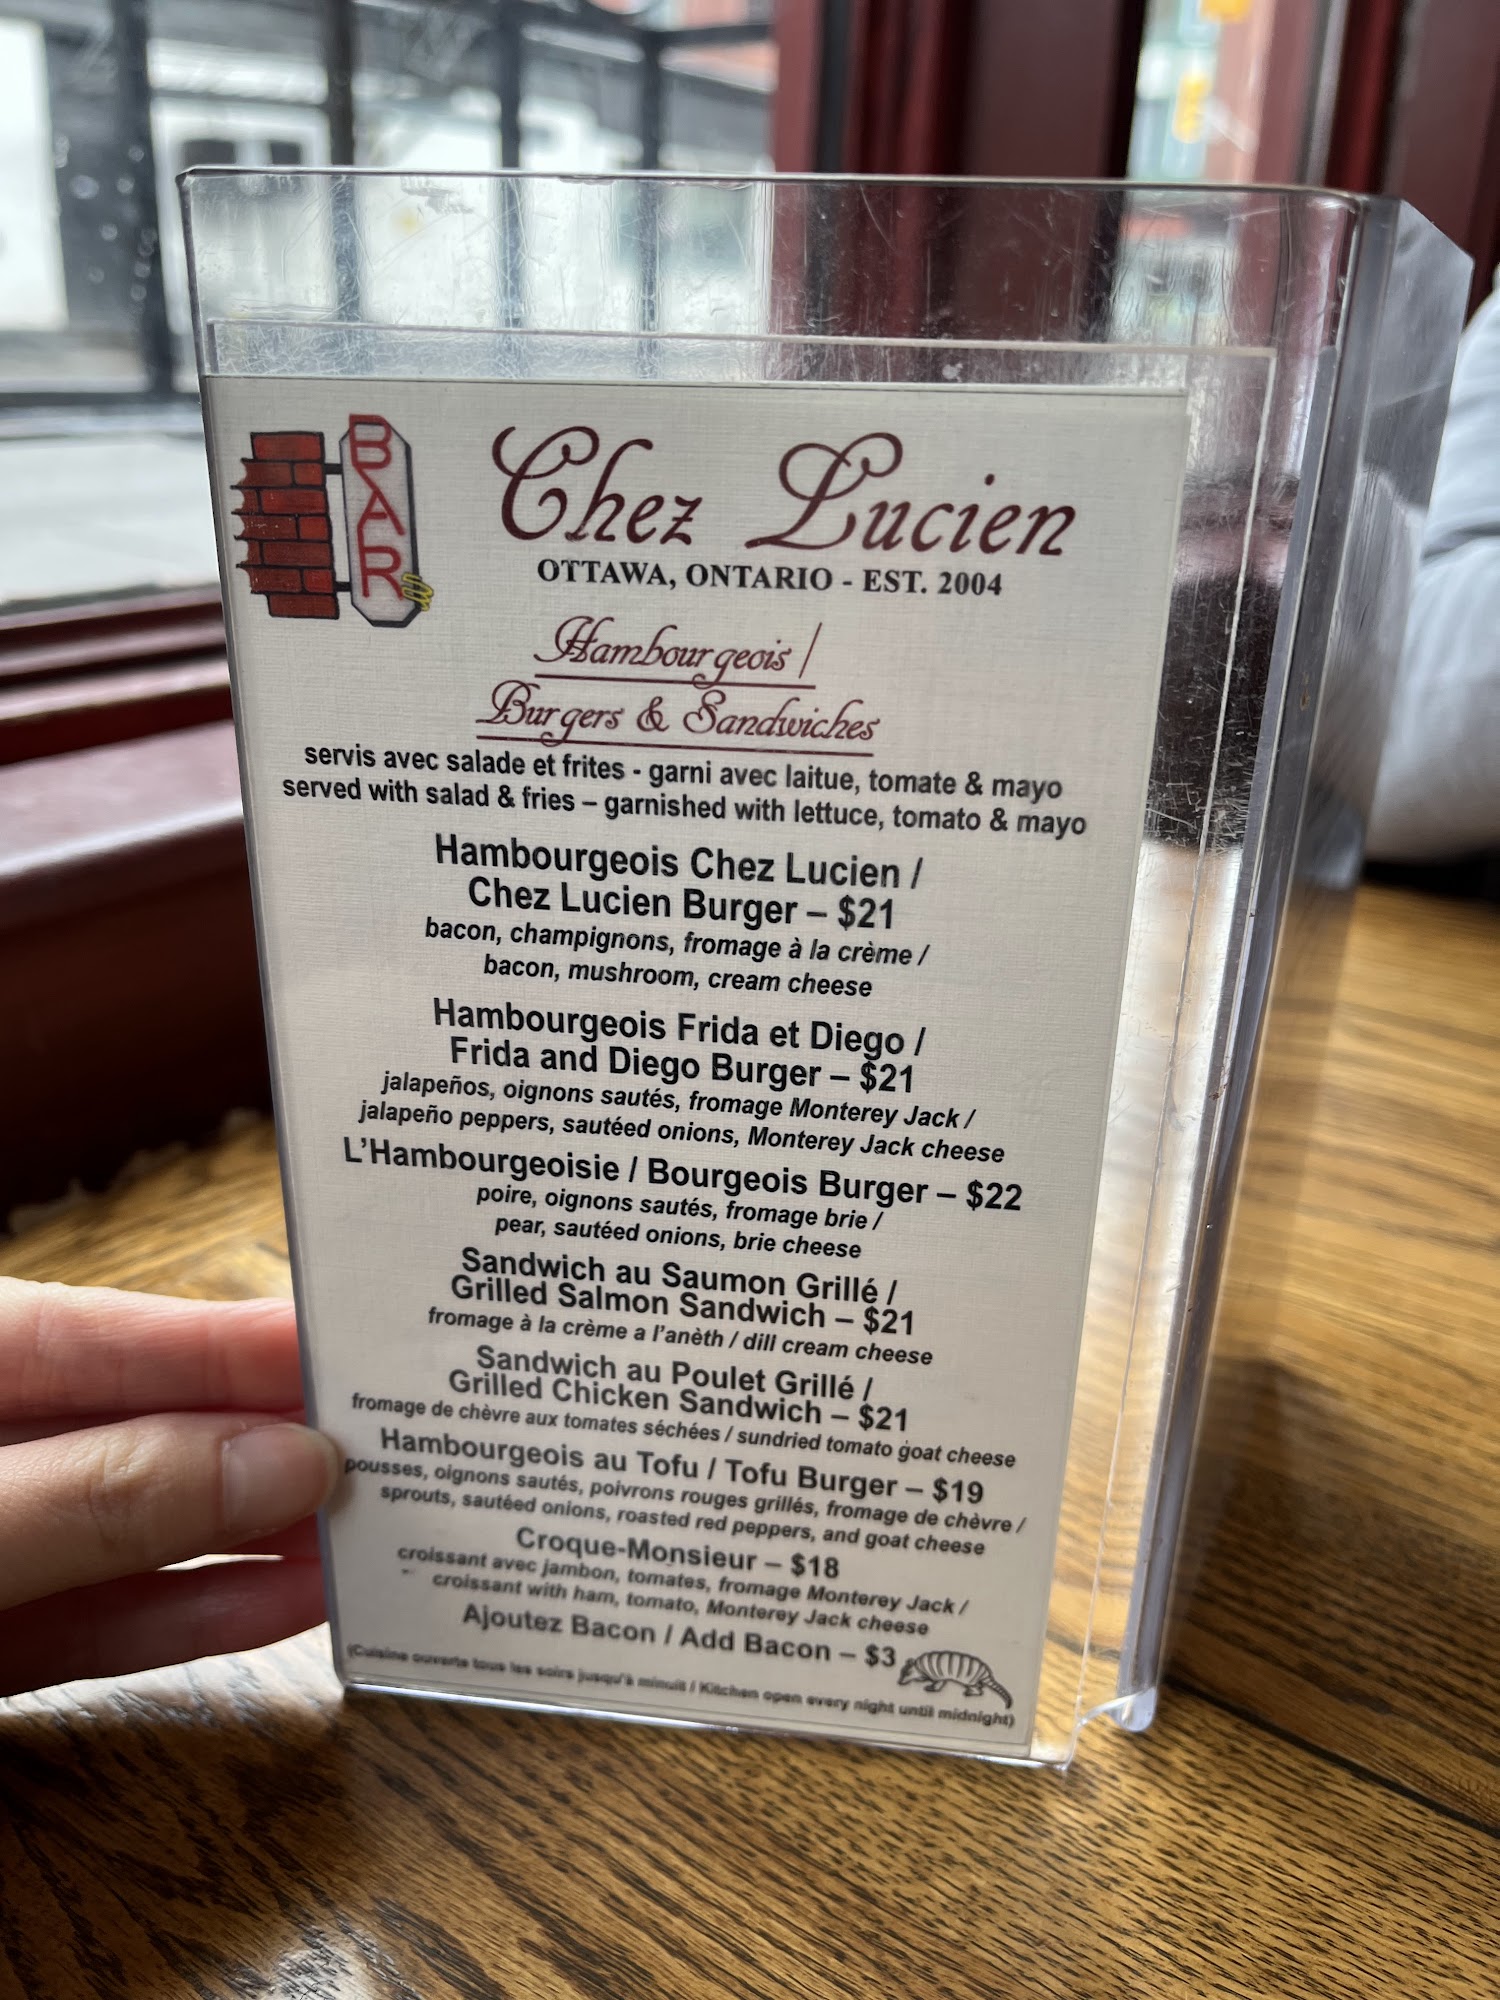 BAR
Chez Lucien
OTTAWA, ONTARIO - EST. 2004
Hambourgeois /
Burgers & Sandwiches
servis avec salade et frites - garni avec laitue, tomate & mayo
served with salad & fries – garnished with lettuce, tomato & mayo
Hambourgeois Chez Lucien /
Chez Lucien Burger – $21
bacon, champignons, fromage à la crème /
bacon, mushroom, cream cheese
Hambourgeois Frida et Diego /
Frida and Diego Burger – $21
jalapeños, oignons sautés, fromage Monterey Jack /
jalapeño peppers, sautéed onions, Monterey Jack cheese
L'Hambourgeoisie / Bourgeois Burger – $22
poire, oignons sautés, fromage brie /
pear, sautéed onions, brie cheese
Sandwich au Saumon Grillé /
Grilled Salmon Sandwich – $21
fromage à la crème a l'anèth / dill cream cheese
Sandwich au Poulet Grillé /
Grilled Chicken Sandwich – $21
fromage de chèvre aux tomates séchées / sundried tomato goat cheese
Hambourgeois au Tofu / Tofu Burger – $19
pousses, oignons sautés, poivrons rouges grillés, fromage de chèvre /
sprouts, sautéed onions, roasted red peppers, and goat cheese
Croque-Monsieur – $18
croissant avec jambon, tomates, fromage Monterey Jack /
croissant with ham, tomato, Monterey Jack cheese
Ajoutez Bacon / Add Bacon – $3
(Cuisine ouverte tous les soirs jusqu'à minuit / Kitchen open every night until midnight)